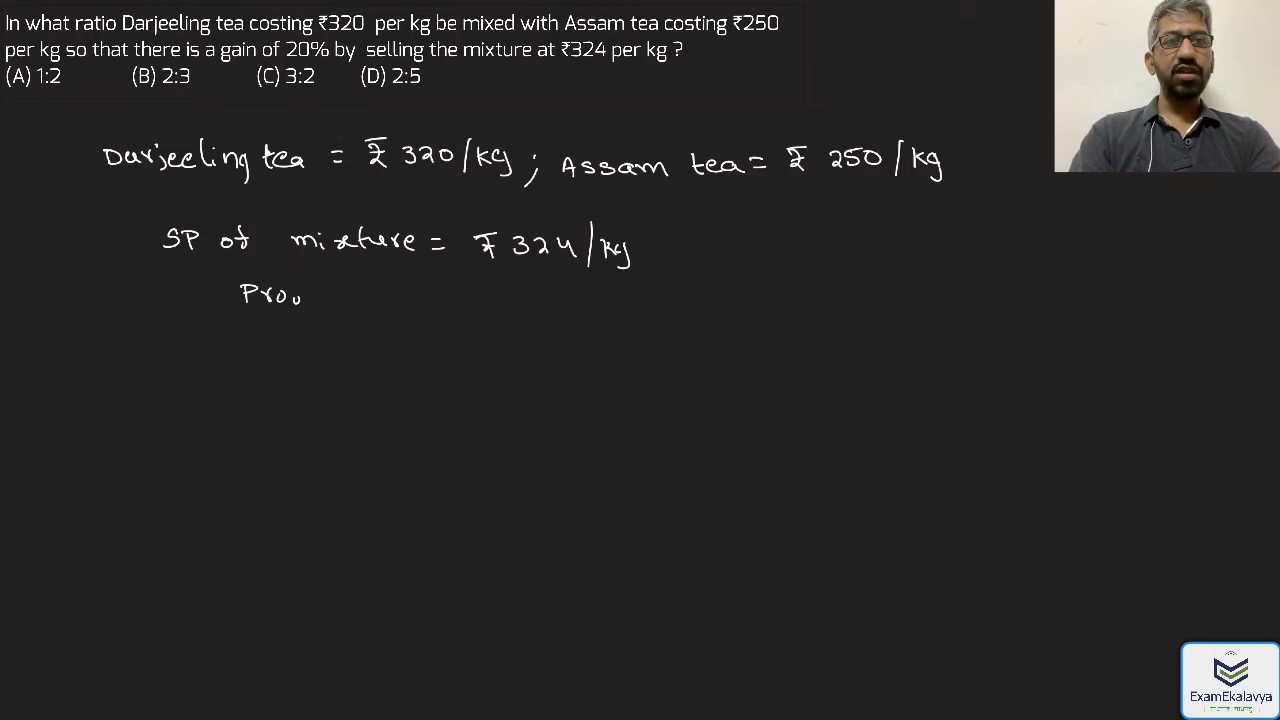 In what ratio Darjeeling tea costing ₹320 per kg be mixed with Assam tea costing ₹250
per kg so that there is a gain of 20% by selling the mixture at ₹324 per kg ?
(A) 1:2 (B) 2:3 (C) 3:2 (D) 2:5
Darjeeling tea = ₹ 320/kg ; Assam tea = ₹ 250/kg
SP of mixture = ₹ 324/kg
Pro
ExamEkalavya